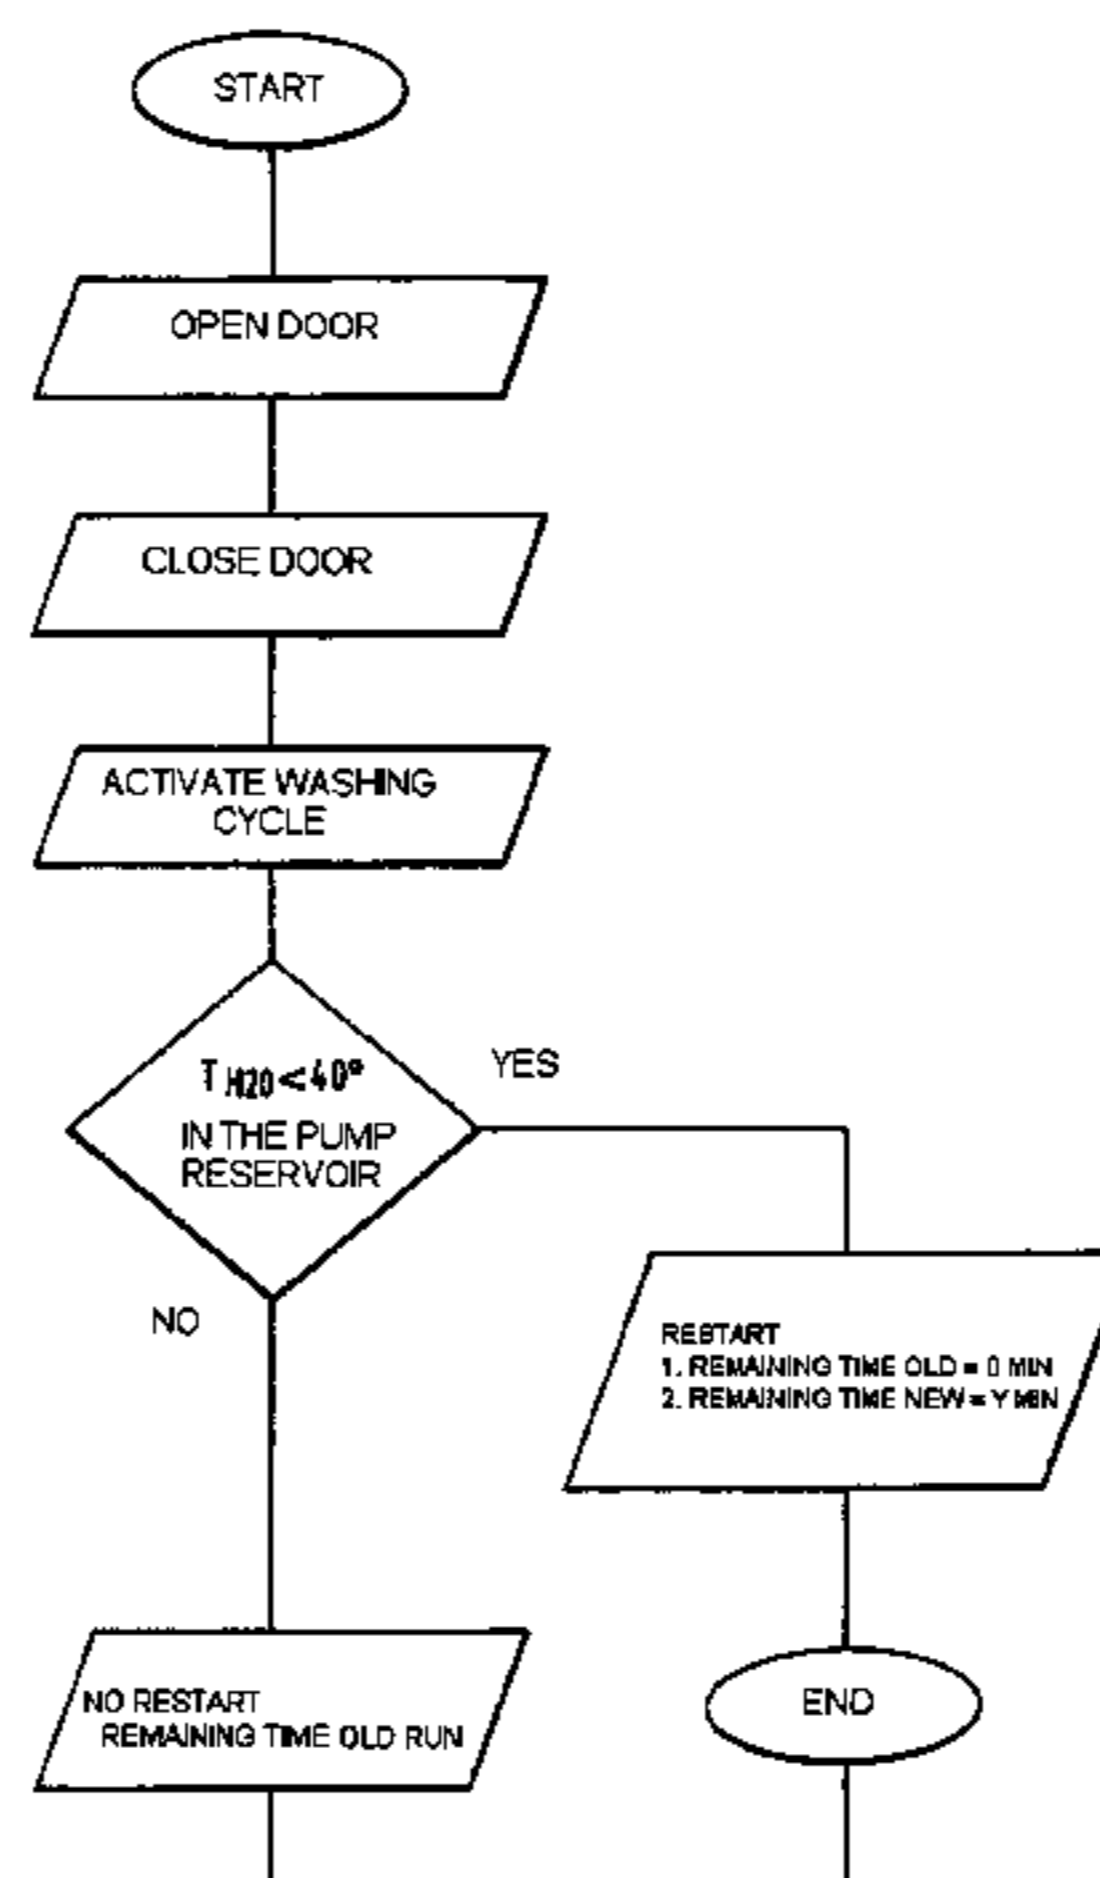 START
OPEN DOOR
CLOSE DOOR
ACTIVATE WASHING
CYCLE
T H20 < 40°
IN THE PUMP
RESERVOIR
YES
NO
RESTART
1. REMAINING TIME OLD = 0 MIN
2. REMAINING TIME NEW = Y MIN
NO RESTART
REMAINING TIME OLD RUN
END